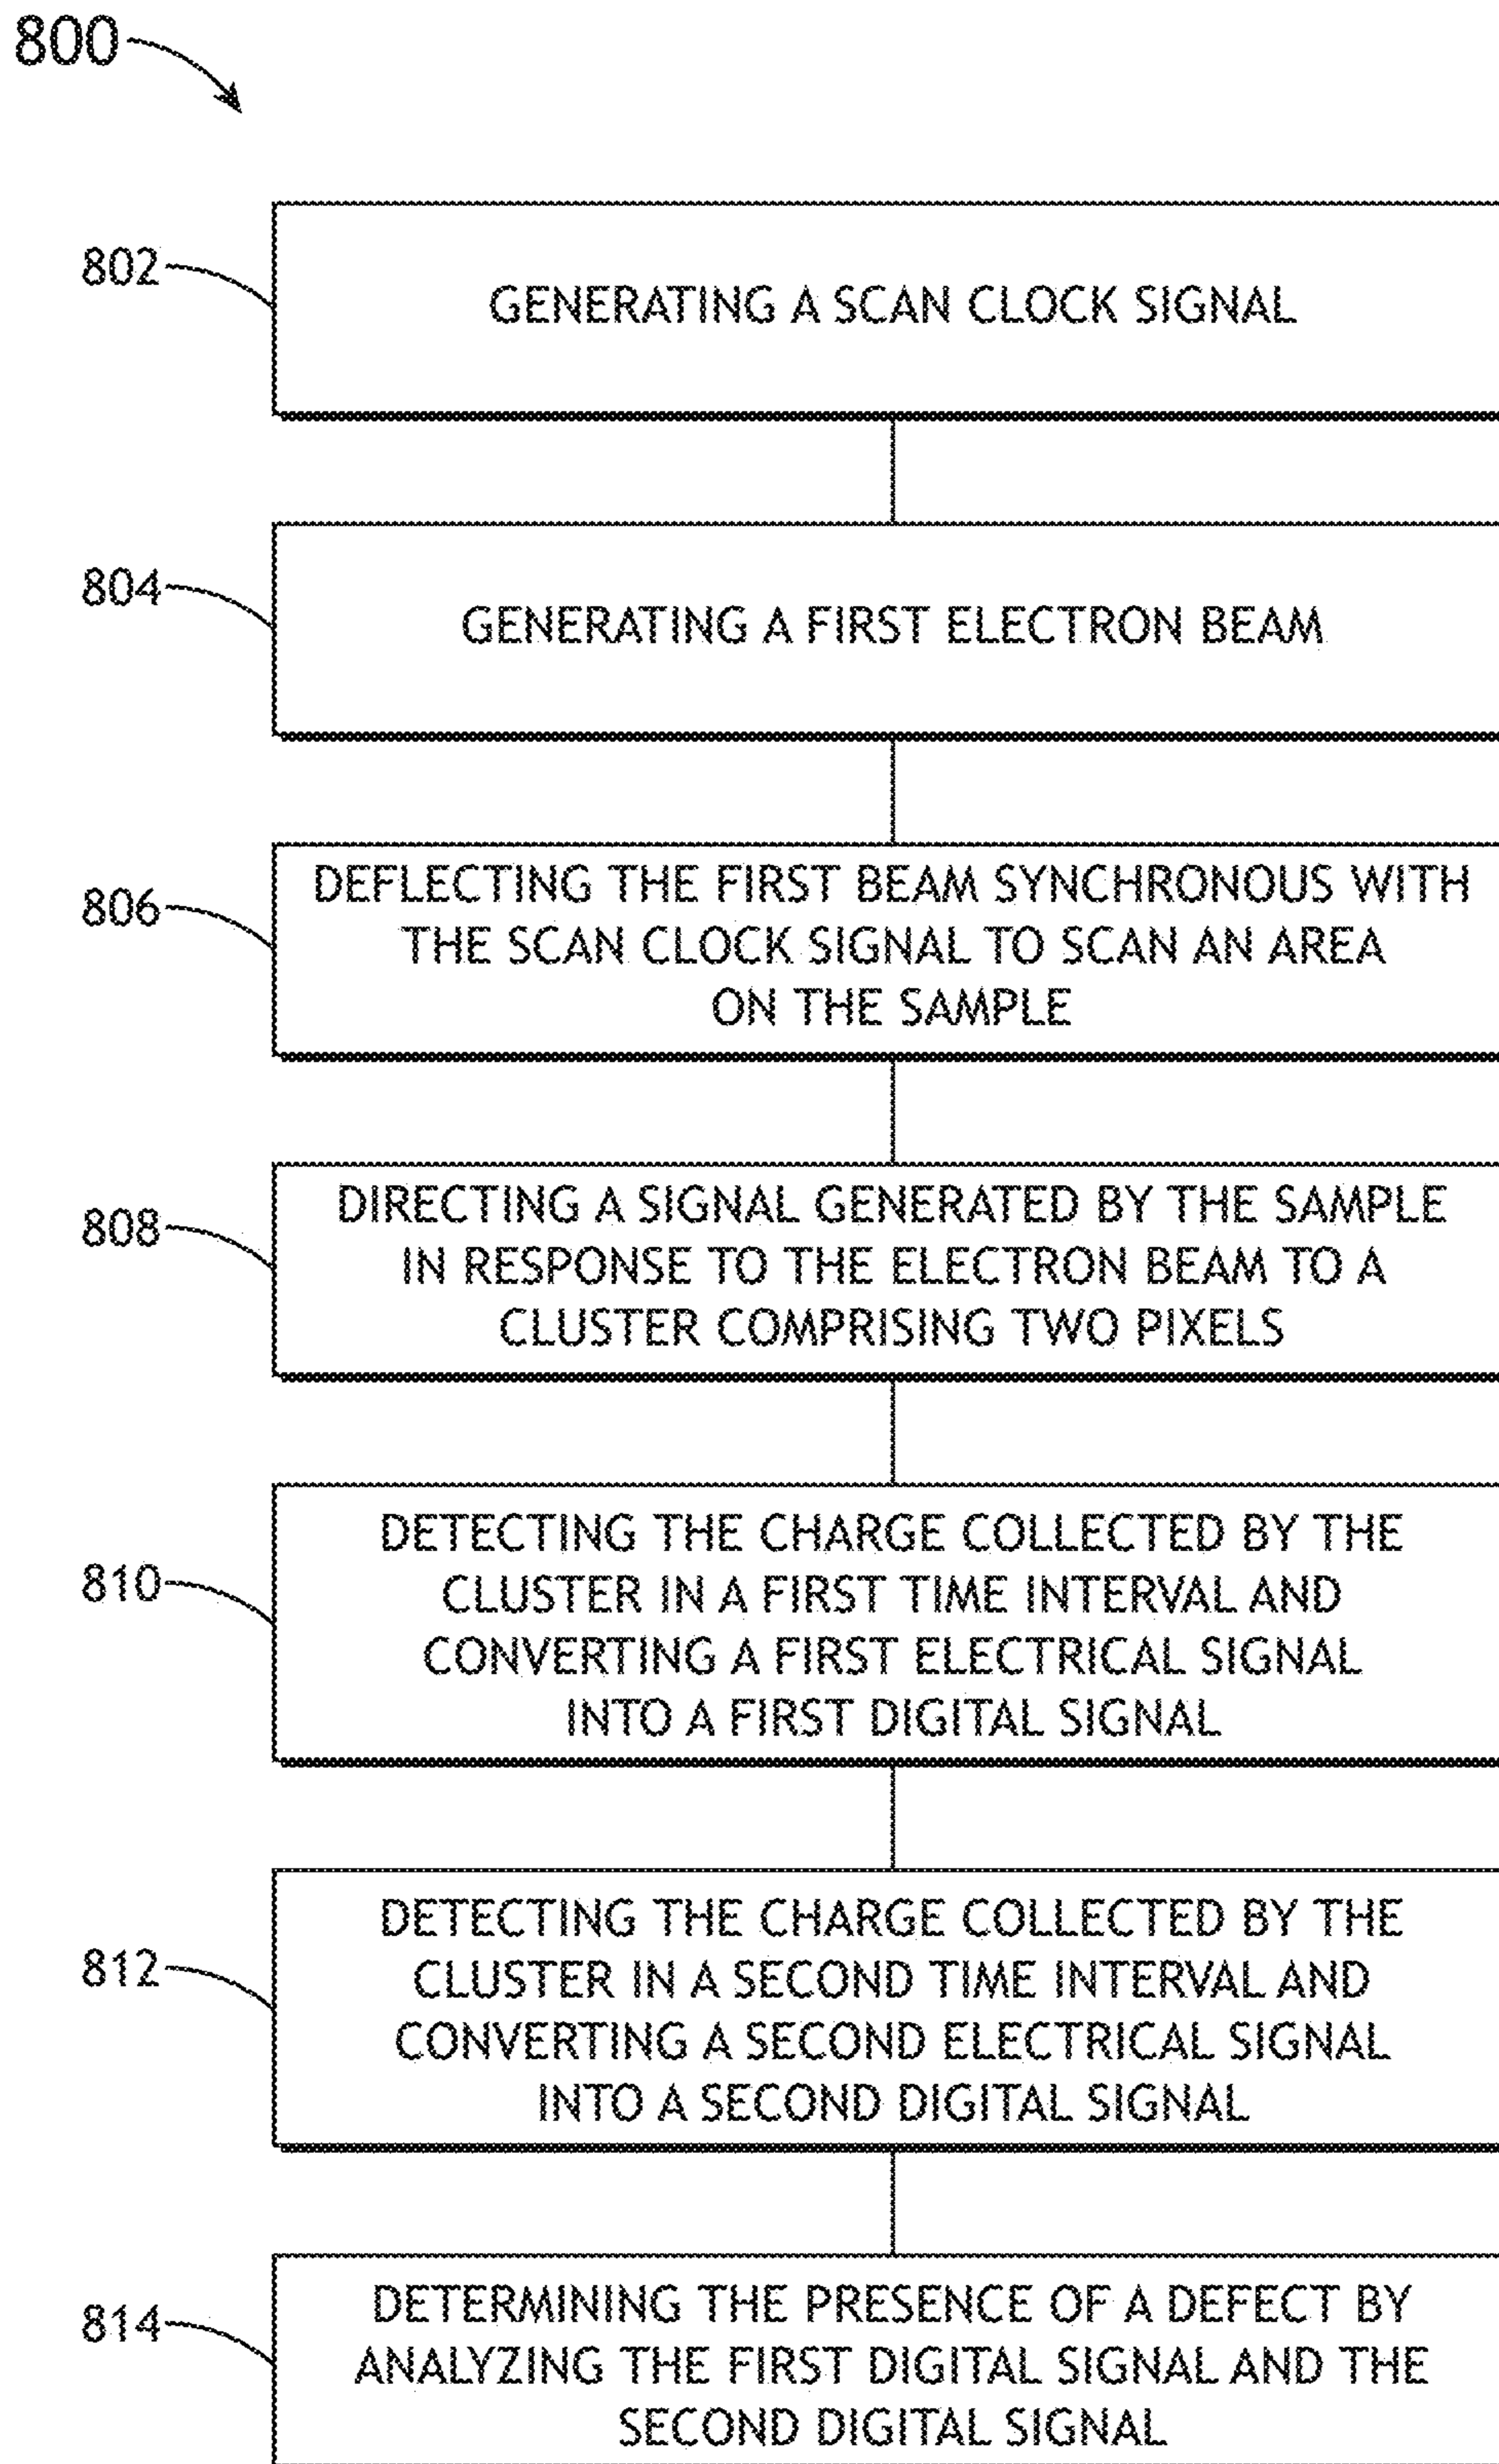 800
802
GENERATING A SCAN CLOCK SIGNAL
804
GENERATING A FIRST ELECTRON BEAM
806
DEFLECTING THE FIRST BEAM SYNCHRONOUS WITH
THE SCAN CLOCK SIGNAL TO SCAN AN AREA
ON THE SAMPLE
808
DIRECTING A SIGNAL GENERATED BY THE SAMPLE
IN RESPONSE TO THE ELECTRON BEAM TO A
CLUSTER COMPRISING TWO PIXELS
810
DETECTING THE CHARGE COLLECTED BY THE
CLUSTER IN A FIRST TIME INTERVAL AND
CONVERTING A FIRST ELECTRICAL SIGNAL
INTO A FIRST DIGITAL SIGNAL
812
DETECTING THE CHARGE COLLECTED BY THE
CLUSTER IN A SECOND TIME INTERVAL AND
CONVERTING A SECOND ELECTRICAL SIGNAL
INTO A SECOND DIGITAL SIGNAL
814
DETERMINING THE PRESENCE OF A DEFECT BY
ANALYZING THE FIRST DIGITAL SIGNAL AND THE
SECOND DIGITAL SIGNAL